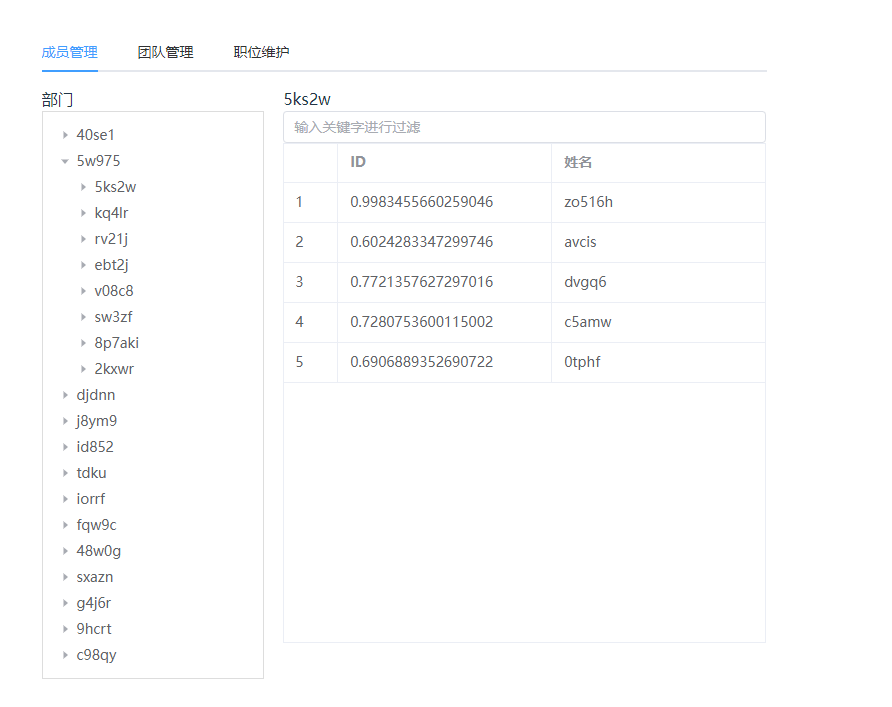 成员管理 团队管理 职位维护
部门
40se1
5w975
5ks2w
kq4lr
rv21j
ebt2j
v08c8
sw3zf
8p7aki
2kxwr
djdnn
j8ym9
id852
tdku
iorrf
fqw9c
48w0g
sxazn
g4j6r
9hcrt
c98qy
5ks2w
输入关键字进行过滤
ID 姓名
1 0.9983455660259046 zo516h
2 0.6024283347299746 avcis
3 0.7721357627297016 dvgq6
4 0.7280753600115002 c5amw
5 0.6906889352690722 0tphf